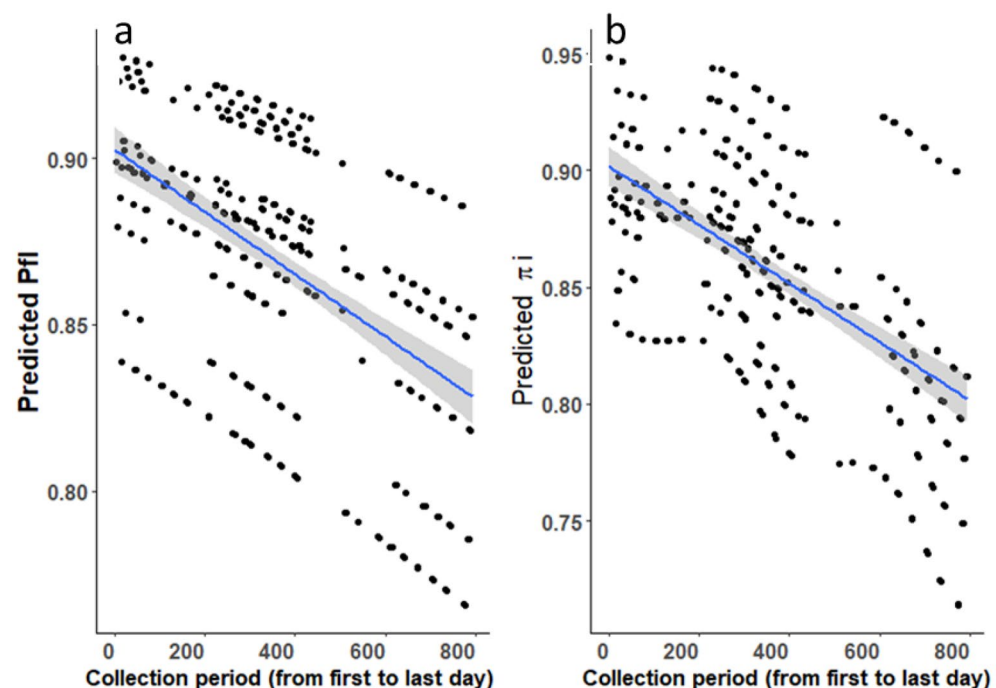 a
b
0.95
0.90
0.90
0.85
0.85
0.80
0.80
0.75
Predicted PfI
Predicted π i
0 200 400 600 800
0 200 400 600 800
Collection period (from first to last day)
Collection period (from first to last day)